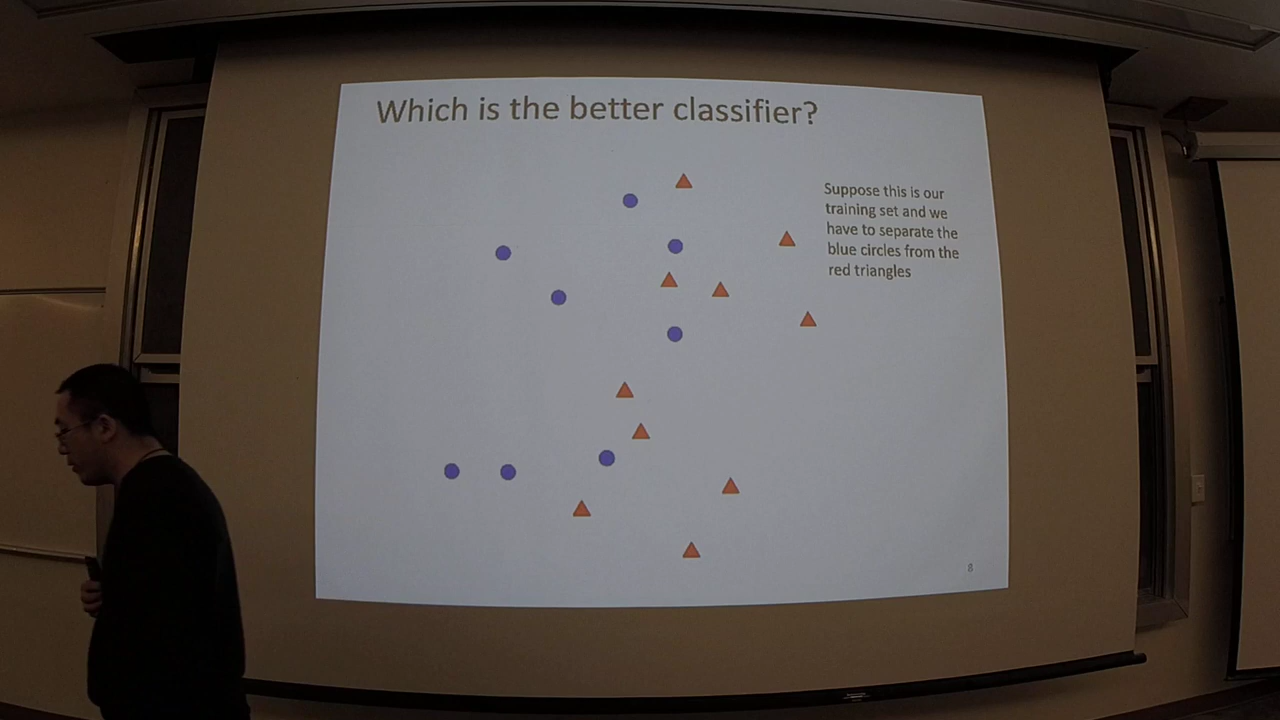 Which is the better classifier?
Suppose this is our
training set and we
have to separate the
blue circles from the
red triangles
8